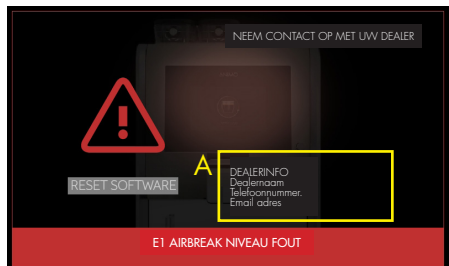 NEEM CONTACT OP MET UW DEALER
A
RESET SOFTWARE
DEALERINFO
Dealernaam
Telefoonnummer.
Email adres
E1 AIRBREAK NIVEAU FOUT